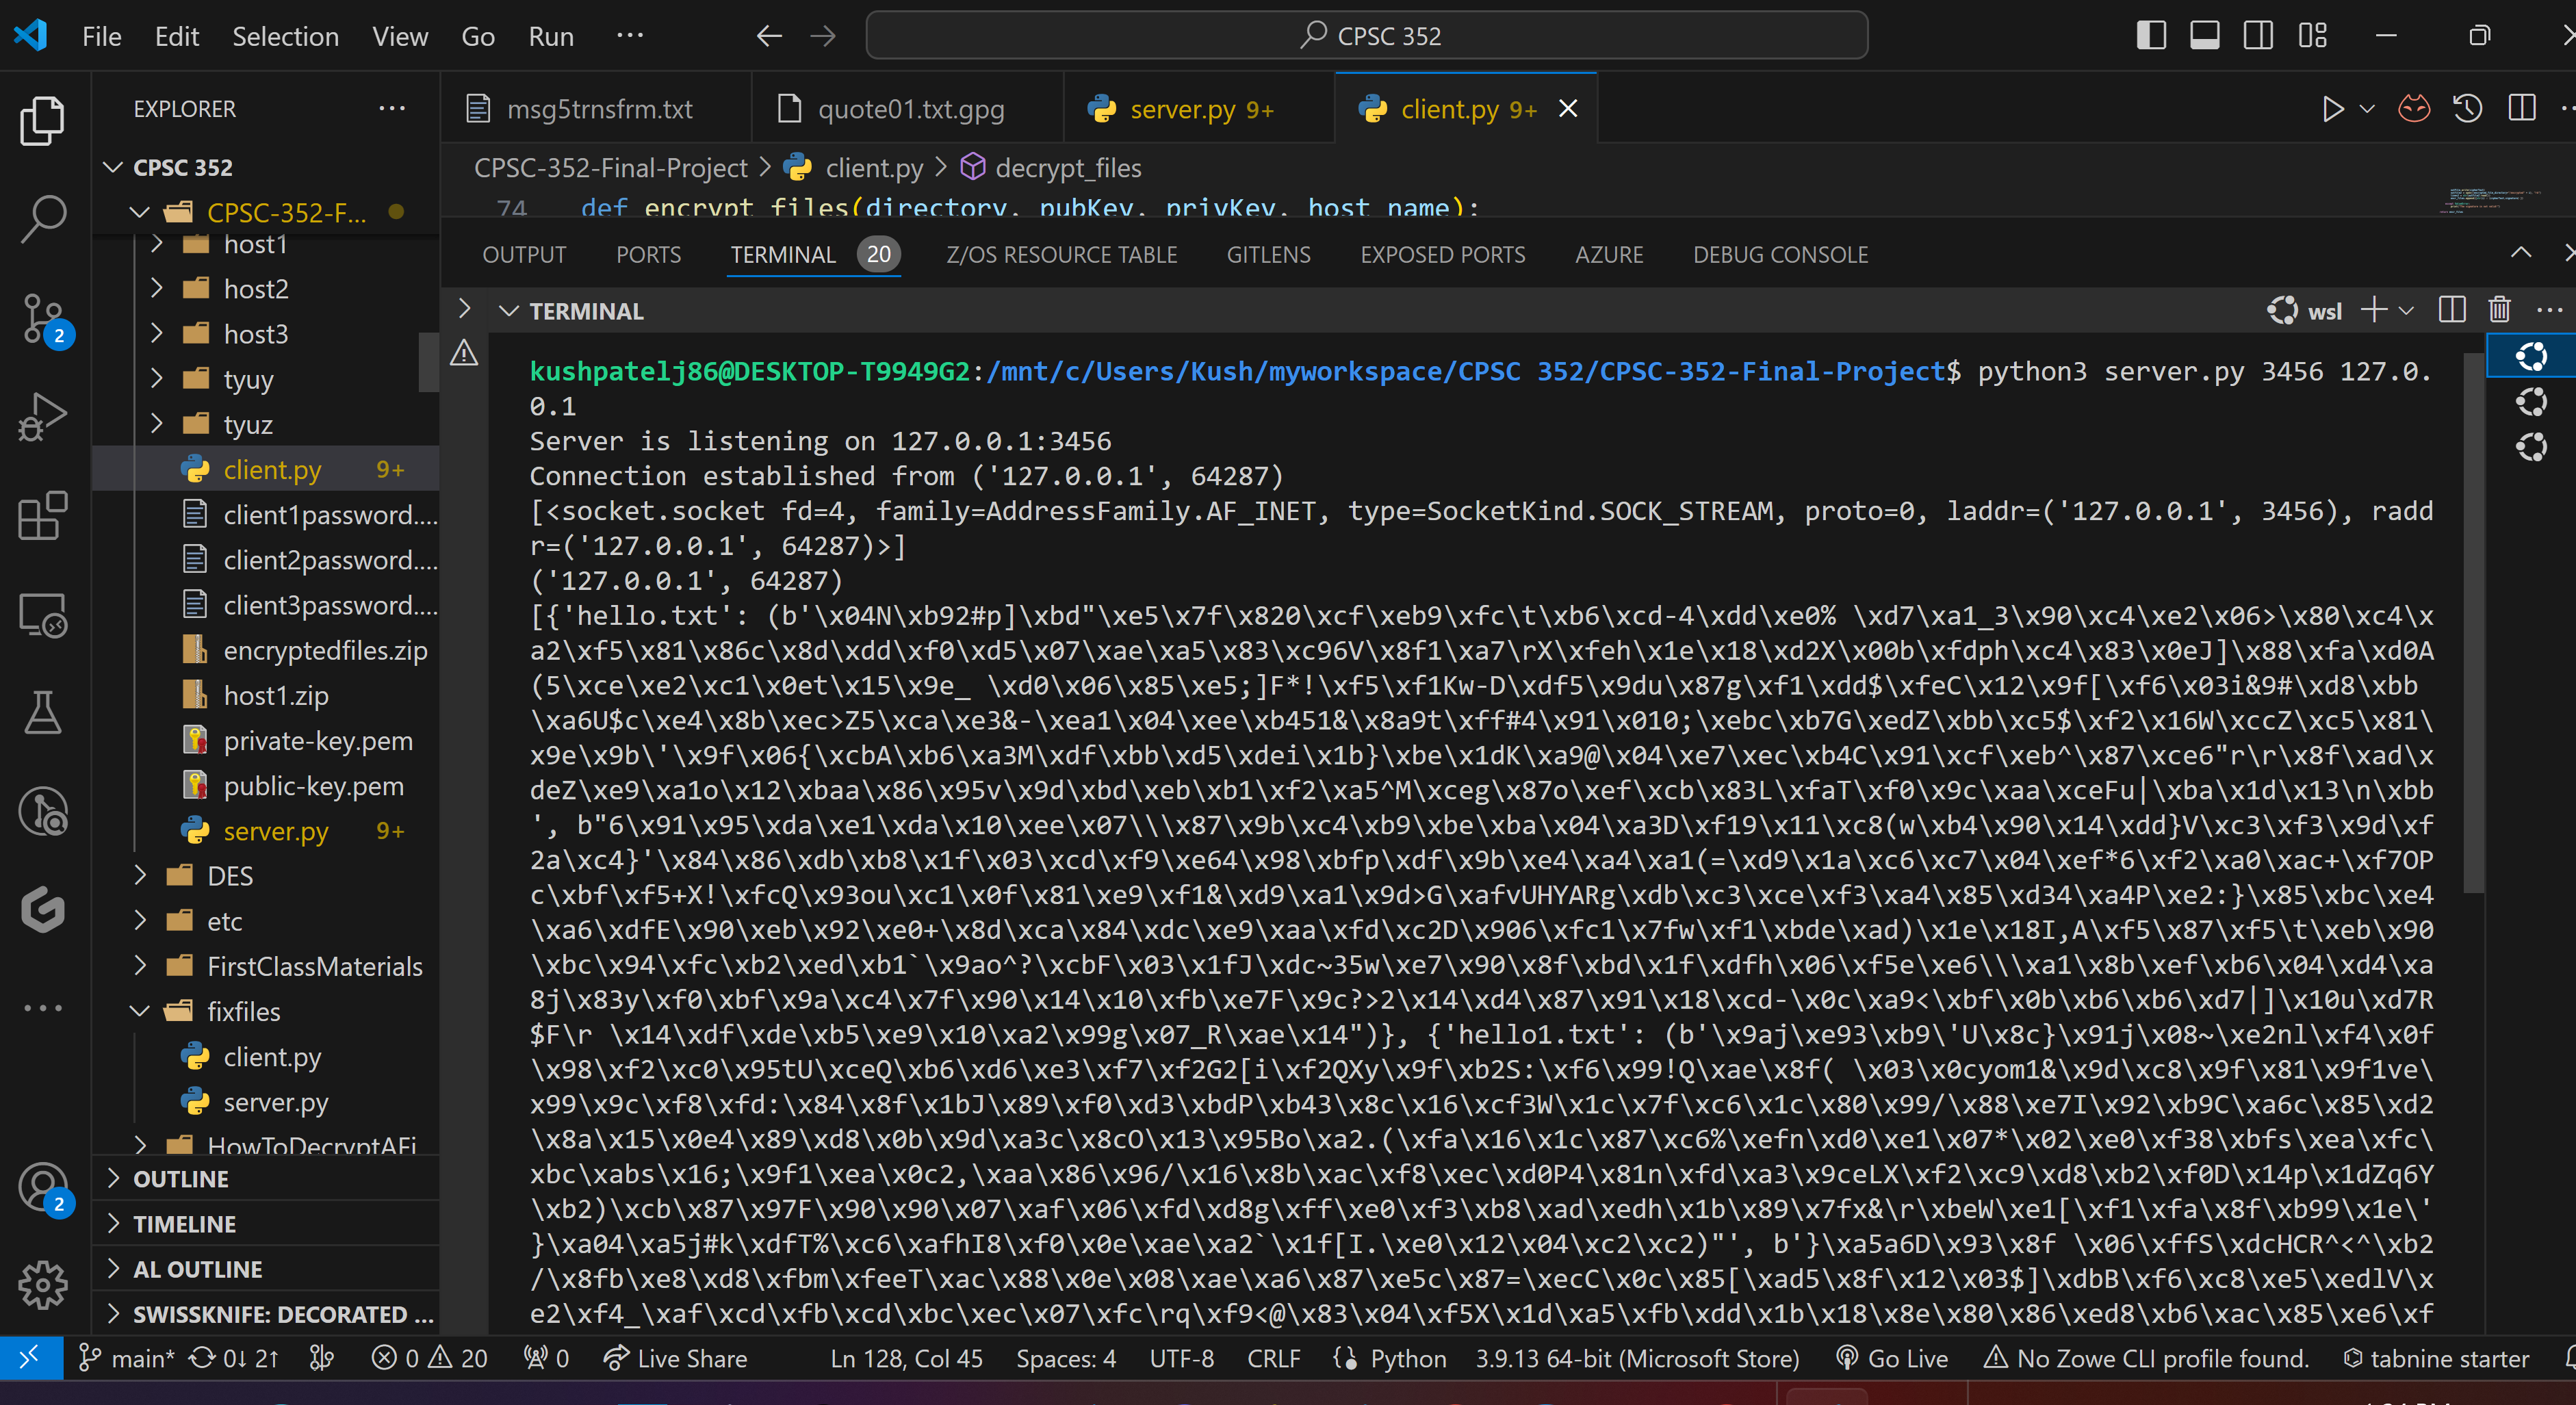 File Edit Selection View Go Run ··· CPSC 352
EXPLORER ···
CPSC 352
CPSC-352-F...
host1
host2
host3
tyuy
tyuz
client.py 9+
client1password....
client2password....
client3password....
encryptedfiles.zip
host1.zip
private-key.pem
public-key.pem
server.py 9+
DES
etc
FirstClassMaterials
fixfiles
client.py
server.py
HowToDecryptAFi
OUTLINE
TIMELINE
AL OUTLINE
SWISSKNIFE: DECORATED ...
2
2
msg5trnsfrm.txt quote01.txt.gpg server.py 9+ client.py 9+
CPSC-352-Final-Project > client.py > decrypt_files
74 def encrypt_files(directory, pubKey, privKey, host_name):
OUTPUT PORTS TERMINAL 20 Z/OS RESOURCE TABLE GITLENS EXPOSED PORTS AZURE DEBUG CONSOLE
TERMINAL wsl
kushpatelj86@DESKTOP-T9949G2:/mnt/c/Users/Kush/myworkspace/CPSC 352/CPSC-352-Final-Project$ python3 server.py 3456 127.0.
0.1
Server is listening on 127.0.0.1:3456
Connection established from ('127.0.0.1', 64287)
[<socket.socket fd=4, family=AddressFamily.AF_INET, type=SocketKind.SOCK_STREAM, proto=0, laddr=('127.0.0.1', 3456), radd
r=('127.0.0.1', 64287)>]
('127.0.0.1', 64287)
[{'hello.txt': (b'\x04N\xb92#p]\xbd"\xe5\x7f\x820\xcf\xeb9\xfc\t\xb6\xcd-4\xdd\xe0% \xd7\xa1_3\x90\xc4\xe2\x06>\x80\xc4\x
a2\xf5\x81\x86c\x8d\xdd\xf0\xd5\x07\xae\xa5\x83\xc96V\x8f1\xa7\rX\xfeh\x1e\x18\xd2X\x00b\xfdph\xc4\x83\x0eJ]\x88\xfa\xd0A
(5\xce\xe2\xc1\x0et\x15\x9e_ \xd0\x06\x85\xe5;]F*!\xf5\xf1Kw-D\xdf5\x9du\x87g\xf1\xdd$\xfeC\x12\x9f[\xf6\x03i&9#\xd8\xbb
\xa6U$c\xe4\x8b\xec>Z5\xca\xe3&-\xea1\x04\xee\xb451&\x8a9t\xff#4\x91\x010;\xebc\xb7G\xedZ\xbb\xc5$\xf2\x16W\xccZ\xc5\x81\
x9e\x9b\'\x9f\x06{\xcbA\xb6\xa3M\xdf\xbb\xd5\xdei\x1b}\xbe\x1dK\xa9@\x04\xe7\xec\xb4C\x91\xcf\xeb^\x87\xce6"r\r\x8f\xad\x
deZ\xe9\xa1o\x12\xbaa\x86\x95v\x9d\xbd\xeb\xb1\xf2\xa5^M\xceg\x87o\xef\xcb\x83L\xfaT\xf0\x9c\xaa\xceFu|\xba\x1d\x13\n\xbb
', b"6\x91\x95\xda\xe1\xda\x10\xee\x07\\\x87\x9b\xc4\xb9\xbe\xba\x04\xa3D\xf19\x11\xc8(w\xb4\x90\x14\xdd}V\xc3\xf3\x9d\xf
2a\xc4}'\x84\x86\xdb\xb8\x1f\x03\xcd\xf9\xe64\x98\xbfp\xdf\x9b\xe4\xa4\xa1(=\xd9\x1a\xc6\xc7\x04\xef*6\xf2\xa0\xac+\xf7OP
c\xbf\xf5+X!\xfcQ\x93ou\xc1\x0f\x81\xe9\xf1&\xd9\xa1\x9d>G\xafvUHYARg\xdb\xc3\xce\xf3\xa4\x85\xd34\xa4P\xe2:}\x85\xbc\xe4
\xa6\xdfE\x90\xeb\x92\xe0+\x8d\xca\x84\xdc\xe9\xaa\xfd\xc2D\x906\xfc1\x7fw\xf1\xbde\xad)\x1e\x18I,A\xf5\x87\xf5\t\xeb\x90
\xbc\x94\xfc\xb2\xed\xb1`\x9ao^?\xcbF\x03\x1fJ\xdc~35w\xe7\x90\x8f\xbd\x1f\xdfh\x06\xf5e\xe6\\\xa1\x8b\xef\xb6\x04\xd4\xa
8j\x83y\xf0\xbf\x9a\xc4\x7f\x90\x14\x10\xfb\xe7F\x9c?>2\x14\xd4\x87\x91\x18\xcd-\x0c\xa9<\xbf\x0b\xb6\xb6\xd7|]\x10u\xd7R
$F\r \x14\xdf\xde\xb5\xe9\x10\xa2\x99g\x07_R\xae\x14")}, {'hello1.txt': (b'\x9aj\xe93\xb9\'U\x8c}\x91j\x08~\xe2nl\xf4\x0f
\x98\xf2\xc0\x95tU\xceQ\xb6\xd6\xe3\xf7\xf2G2[i\xf2QXy\x9f\xb2S:\xf6\x99!Q\xae\x8f( \x03\x0cyom1&\x9d\xc8\x9f\x81\x9f1ve\
x99\x9c\xf8\xfd:\x84\x8f\x1bJ\x89\xf0\xd3\xbdP\xb43\x8c\x16\xcf3W\x1c\x7f\xc6\x1c\x80\x99/\x88\xe7I\x92\xb9C\xa6c\x85\xd2
\x8a\x15\x0e4\x89\xd8\x0b\x9d\xa3c\x8cO\x13\x95Bo\xa2.(\xfa\x16\x1c\x87\xc6%\xefn\xd0\xe1\x07*\x02\xe0\xf38\xbfs\xea\xfc\
xbc\xabs\x16;\x9f1\xea\x0c2,\xaa\x86\x96/\x16\x8b\xac\xf8\xec\xd0P4\x81n\xfd\xa3\x9ceLX\xf2\xc9\xd8\xb2\xf0D\x14p\x1dZq6Y
\xb2)\xcb\x87\x97F\x90\x90\x07\xaf\x06\xfd\xd8g\xff\xe0\xf3\xb8\xad\xedh\x1b\x89\x7fx&\r\xbeW\xe1[\xf1\xfa\x8f\xb99\x1e\'
}\xa04\xa5j#k\xdfT%\xc6\xafhI8\xf0\x0e\xae\xa2`\x1f[I.\xe0\x12\x04\xc2\xc2)"', b'}\xa5a6D\x93\x8f \x06\xffS\xdcHCR^<^\xb2
/\x8fb\xe8\xd8\xfbm\xfeeT\xac\x88\x0e\x08\xae\xa6\x87\xe5c\x87=\xecC\x0c\x85[\xad5\x8f\x12\x03$]\xdbB\xf6\xc8\xe5\xedlV\x
e2\xf4_\xaf\xcd\xfb\xcd\xbc\xec\x07\xfc\rq\xf9<@\x83\x04\xf5X\x1d\xa5\xfb\xdd\x1b\x18\x8e\x80\x86\xed8\xb6\xac\x85\xe6\xf
main* 0↓ 2↑ 0 20 0 Live Share Ln 128, Col 45 Spaces: 4 UTF-8 CRLF Python 3.9.13 64-bit (Microsoft Store) Go Live No Zowe CLI profile found. tabnine starter